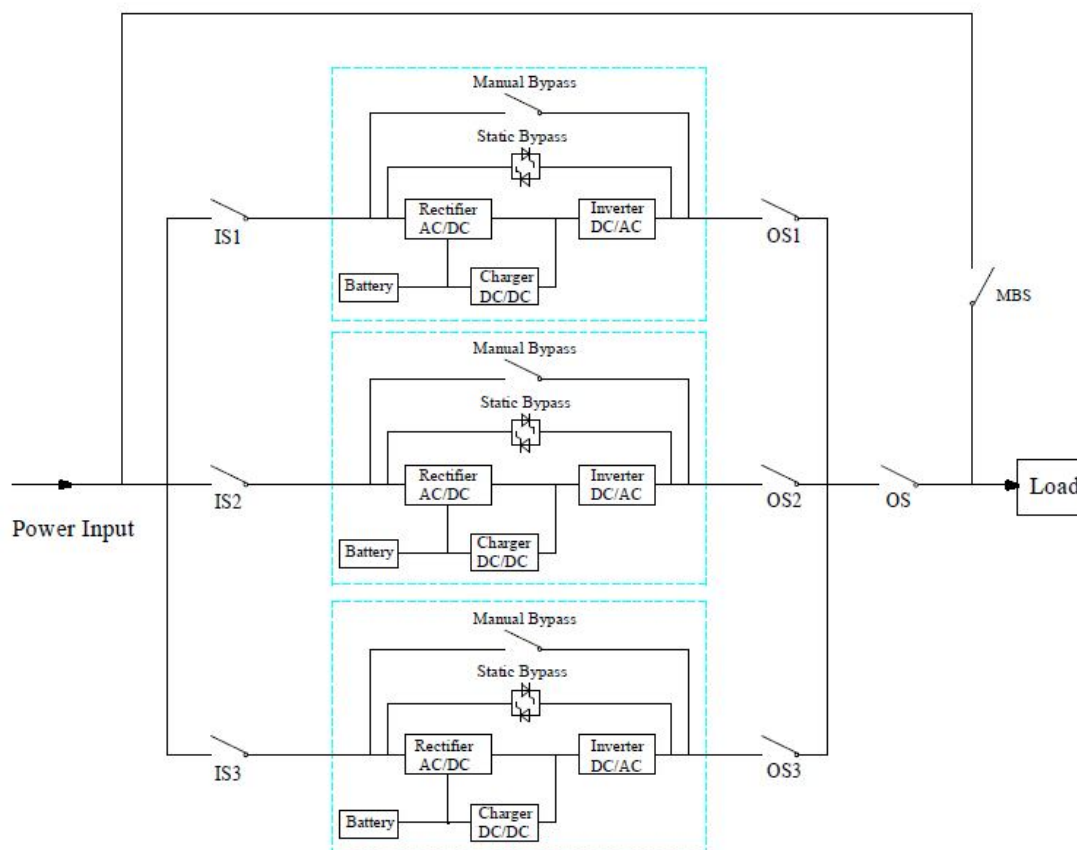 Manual Bypass
Static Bypass
Rectifier
AC/DC
Inverter
DC/AC
IS1
OS1
Battery
Charger
DC/DC
MBS
Manual Bypass
Static Bypass
Rectifier
AC/DC
Inverter
DC/AC
IS2
OS2
OS
Load
Power Input
Battery
Charger
DC/DC
Manual Bypass
Static Bypass
Rectifier
AC/DC
Inverter
DC/AC
IS3
OS3
Battery
Charger
DC/DC